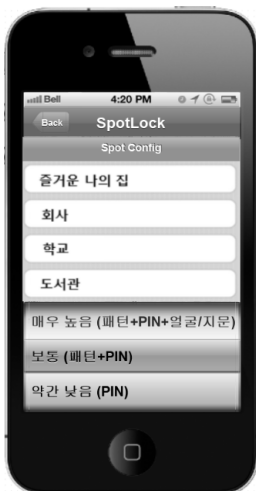 Bell 4:20 PM
Back SpotLock
Spot Config
즐거운 나의 집
회사
학교
도서관
매우 높음 (패턴+PIN+얼굴/지문)
보통 (패턴+PIN)
약간 낮음 (PIN)